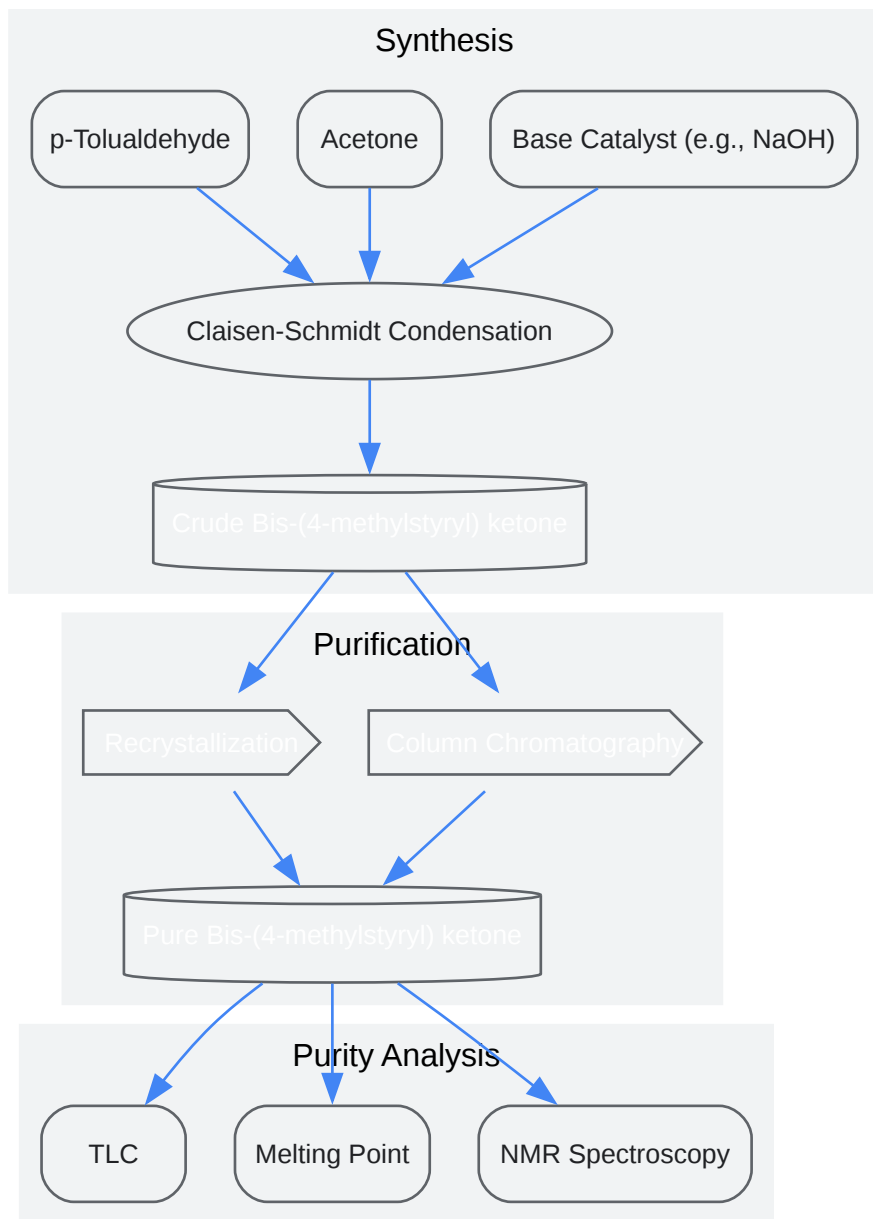 Synthesis
p-Tolualdehyde
Acetone
Base Catalyst (e.g., NaOH)
Claisen-Schmidt Condensation
Crude Bis-(4-methylstyryl) ketone
Purification
Recrystallization
Column Chromatography
Pure Bis-(4-methylstyryl) ketone
Purity Analysis
TLC
Melting Point
NMR Spectroscopy